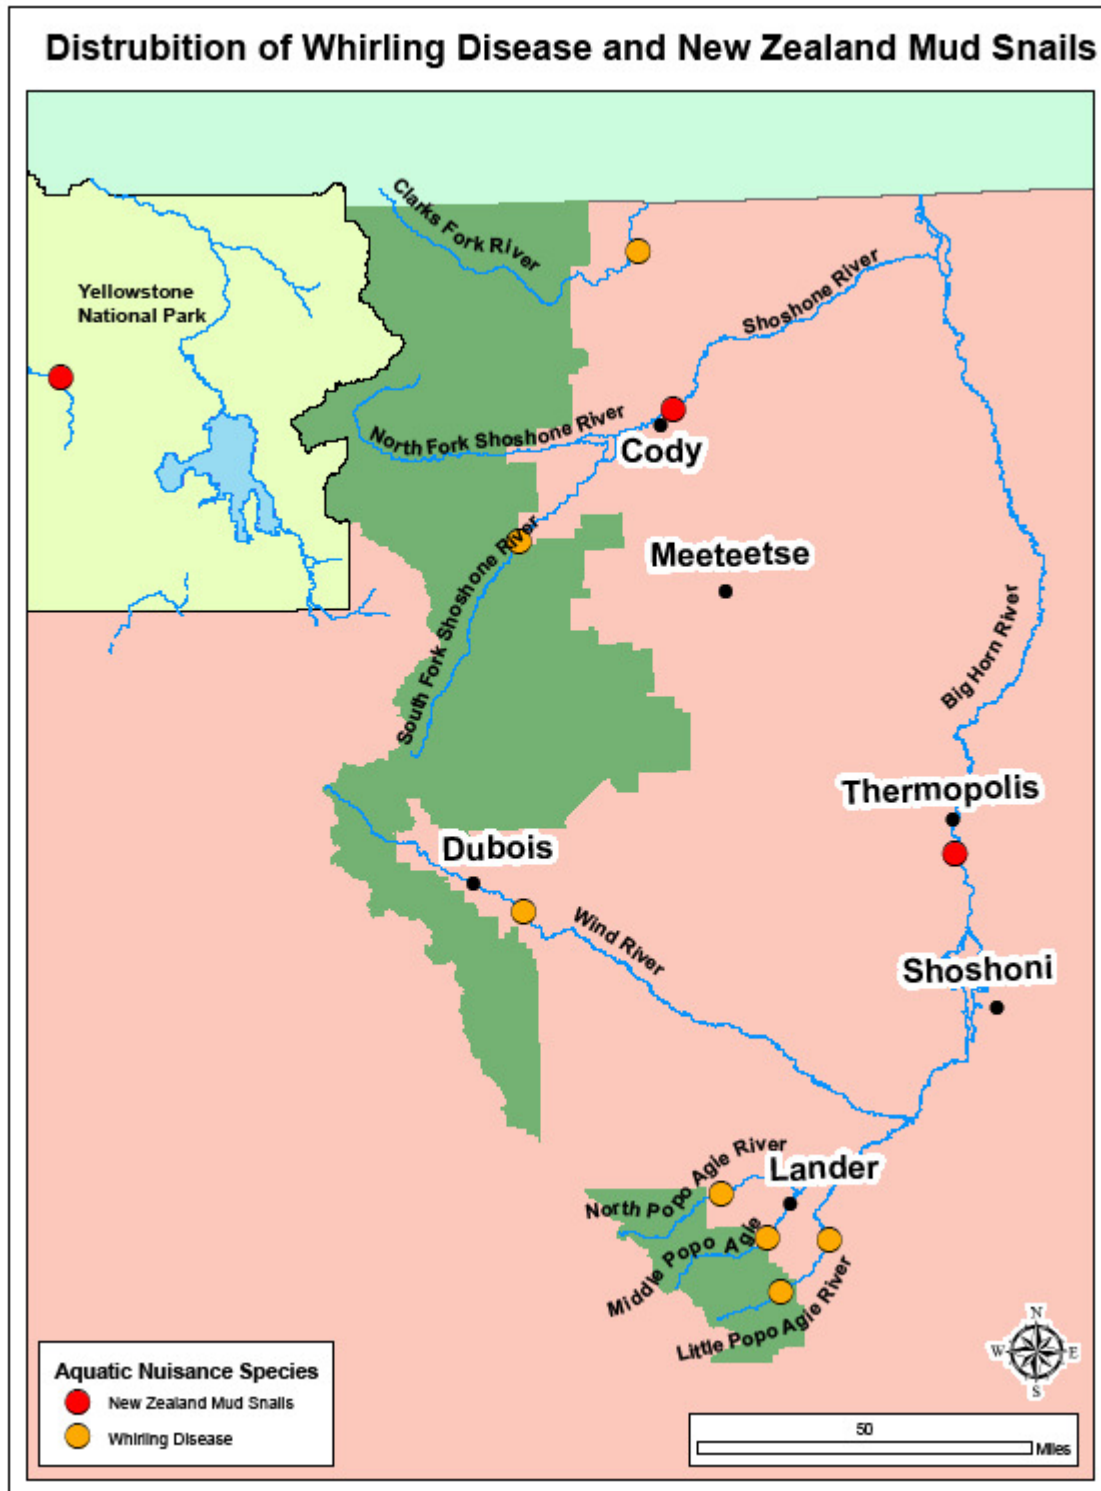 Distrubition of Whirling Disease and New Zealand Mud Snails
Clarks Fork River
Yellowstone
National Park
Shoshone River
North Fork Shoshone River
Cody
South Fork Shoshone River
Meeteetse
Big Horn River
Thermopolis
Dubois
Wind River
Shoshoni
North Popo Agie River
Lander
Middle Popo Agie
Little Popo Agie River
N
W
E
S
Aquatic Nuisance Species
New Zealand Mud Snails
Whirling Disease
50
Miles